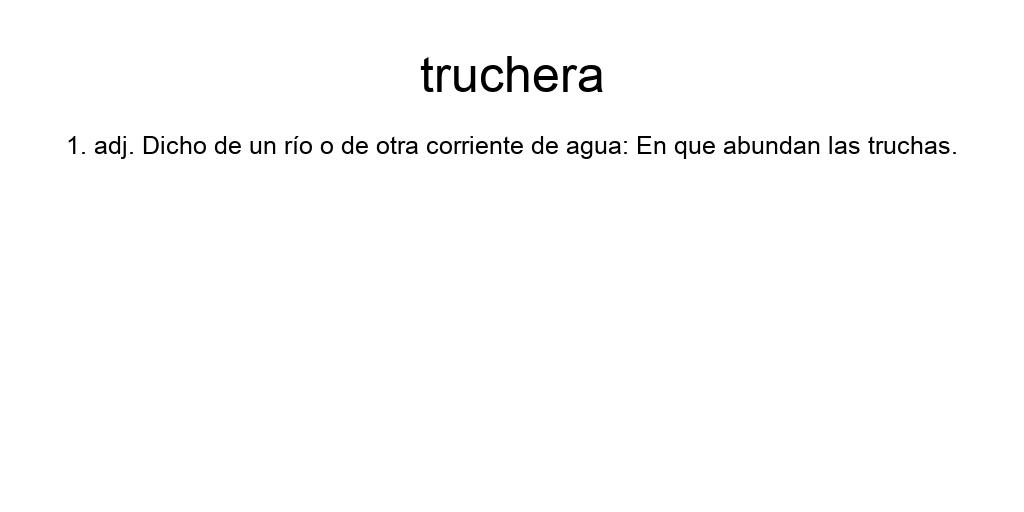 truchera
1. adj. Dicho de un río o de otra corriente de agua: En que abundan las truchas.